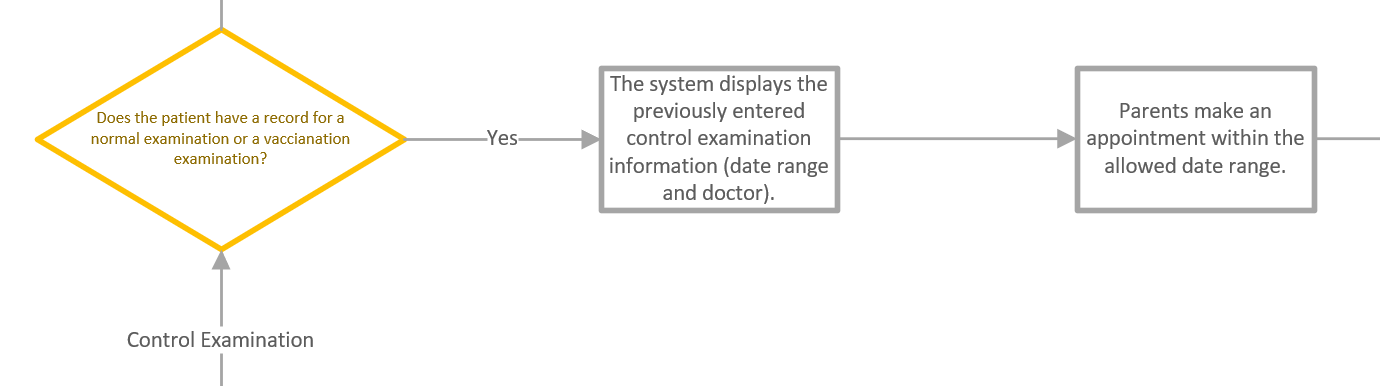 Does the patient have a record for a
normal examination or a vaccianation
examination?
Yes
The system displays the
previously entered
control examination
information (date range
and doctor).
Parents make an
appointment within the
allowed date range.
Control Examination